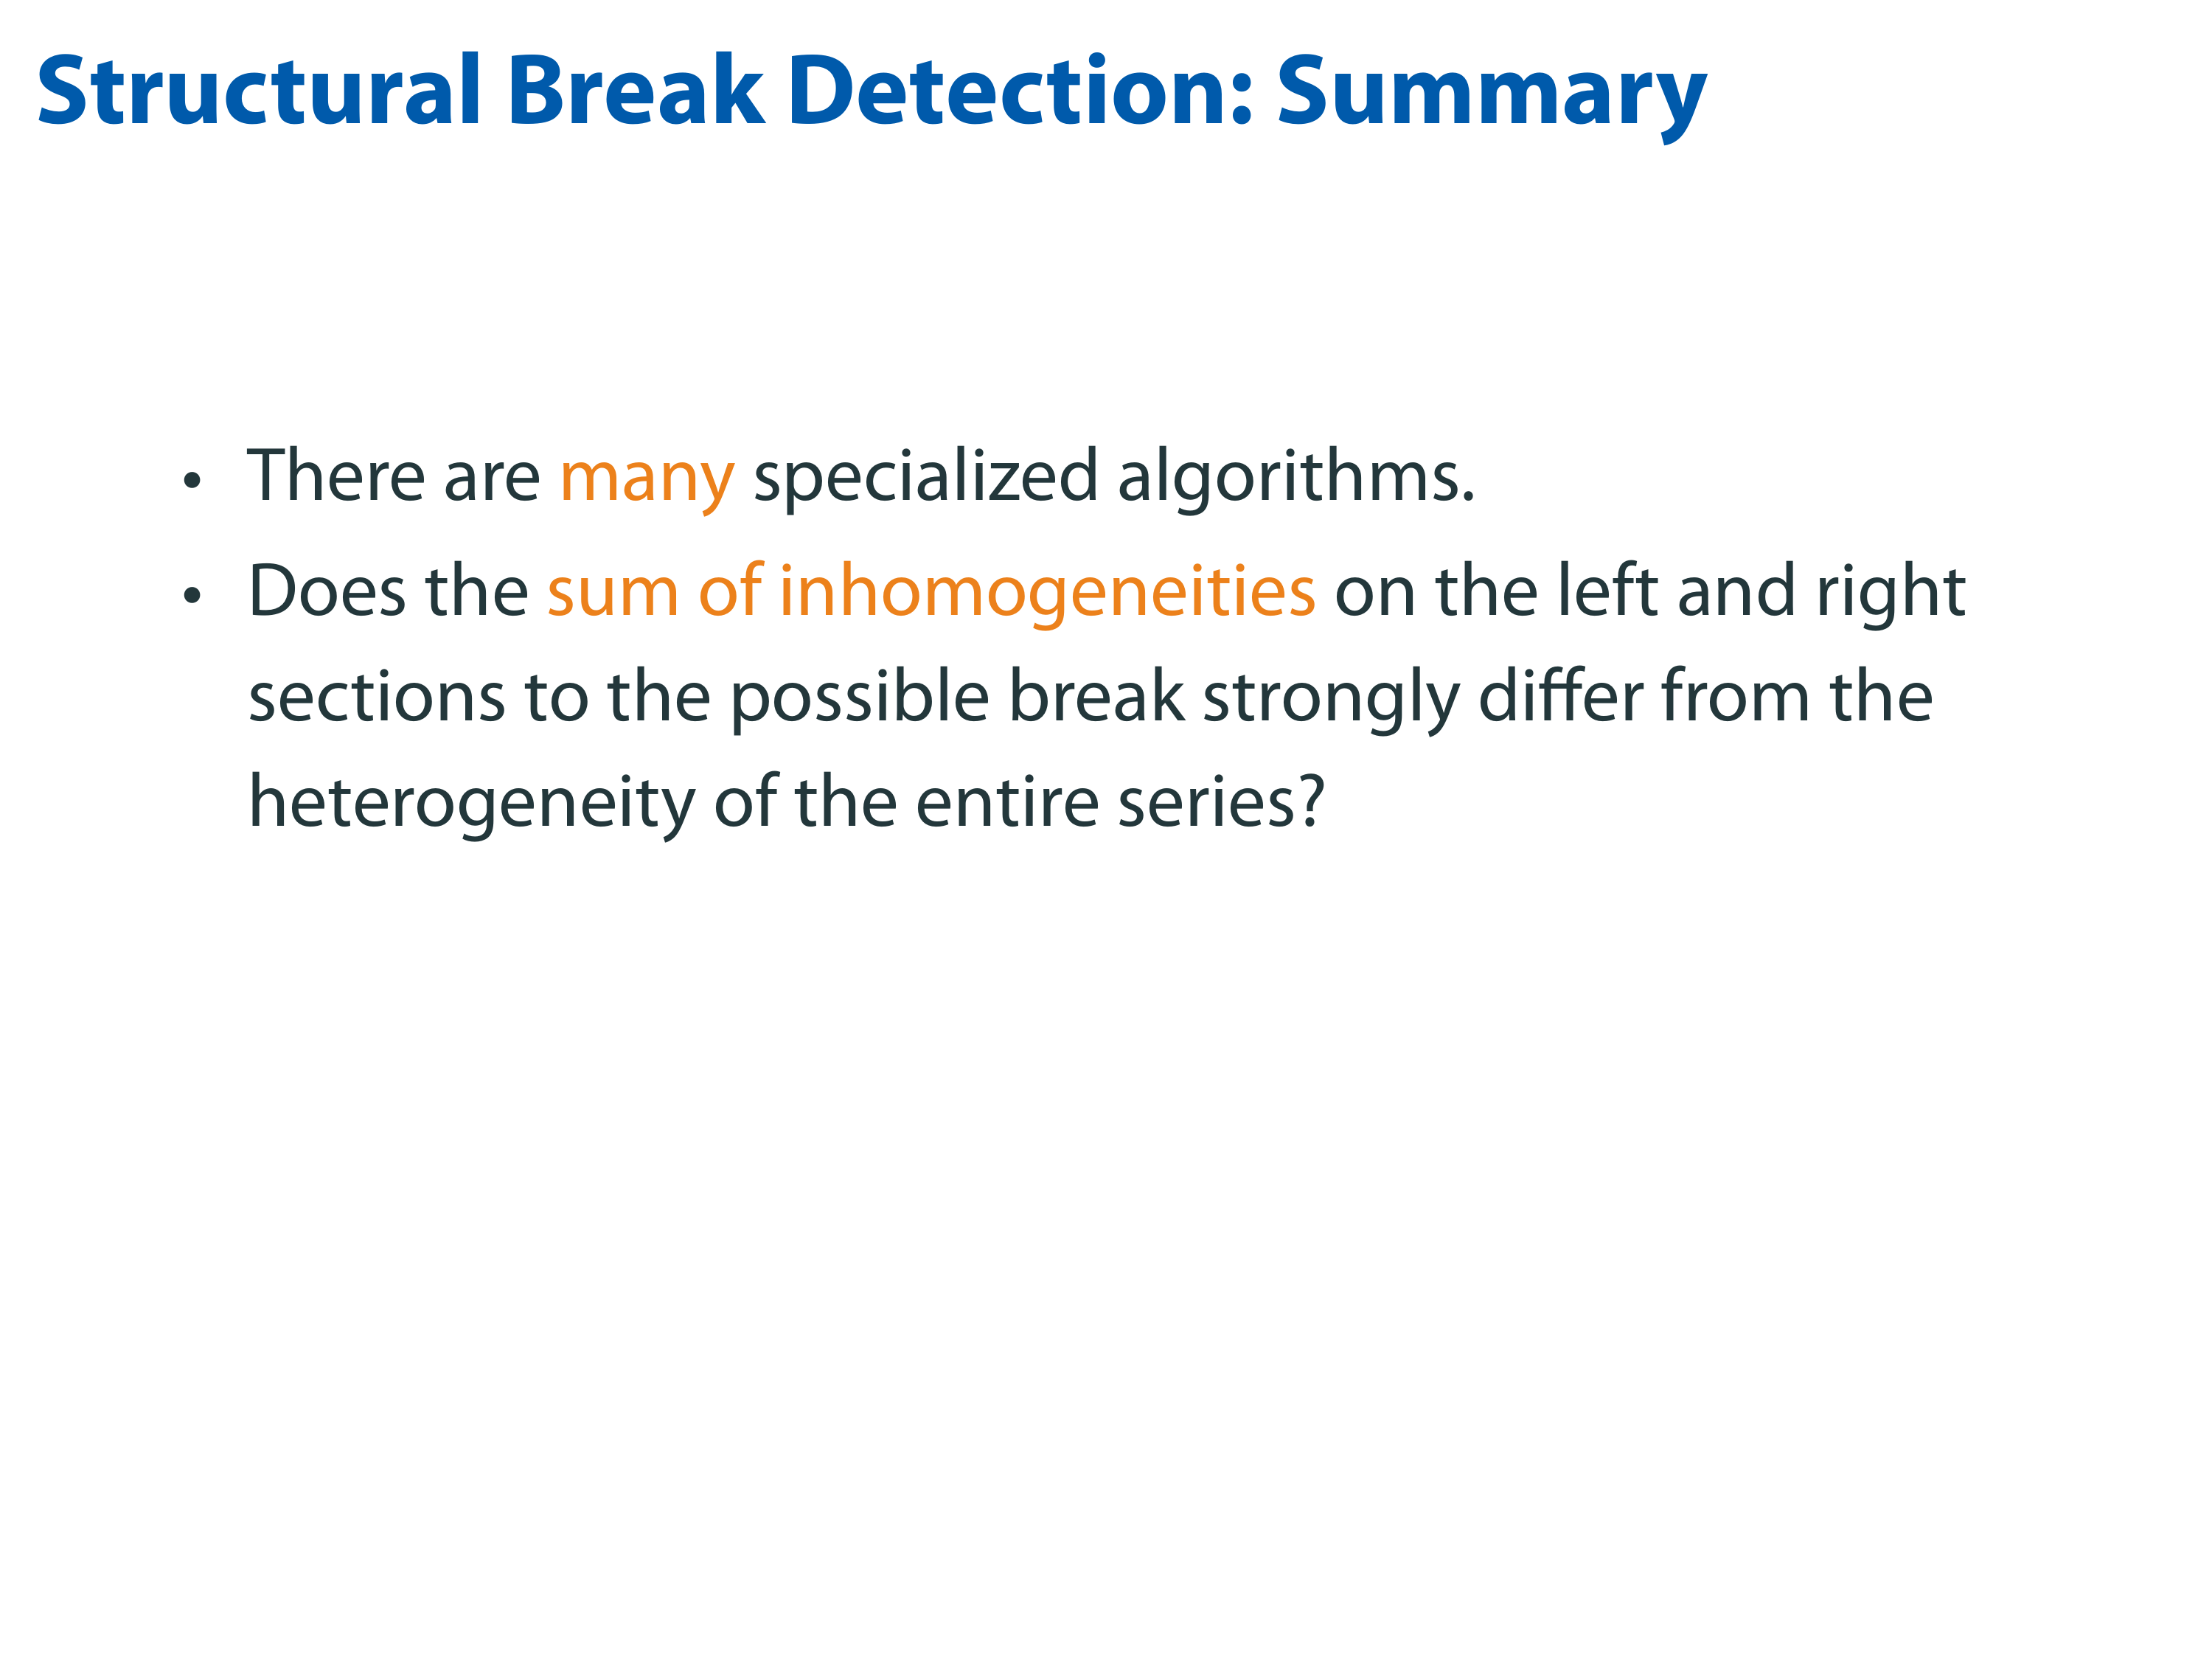 Structural Break Detection: Summary
• There are many specialized algorithms.
• Does the sum of inhomogeneities on the left and right
sections to the possible break strongly differ from the
heterogeneity of the entire series?